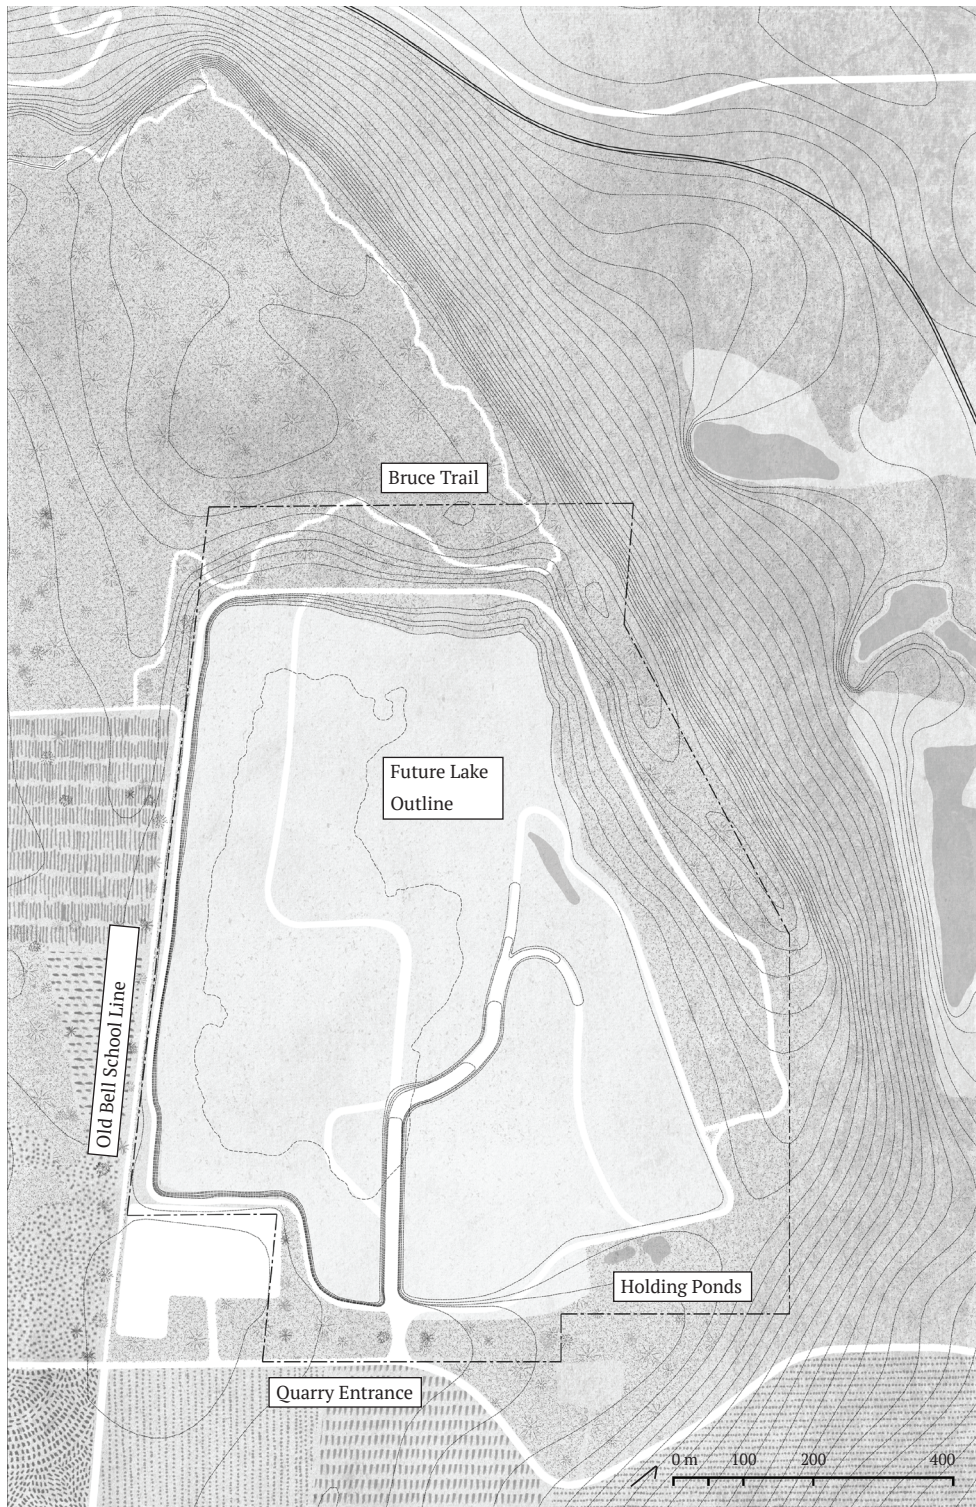 Bruce Trail
Future Lake
Outline
Old Bell School Line
Holding Ponds
Quarry Entrance
0 m 100 200 400